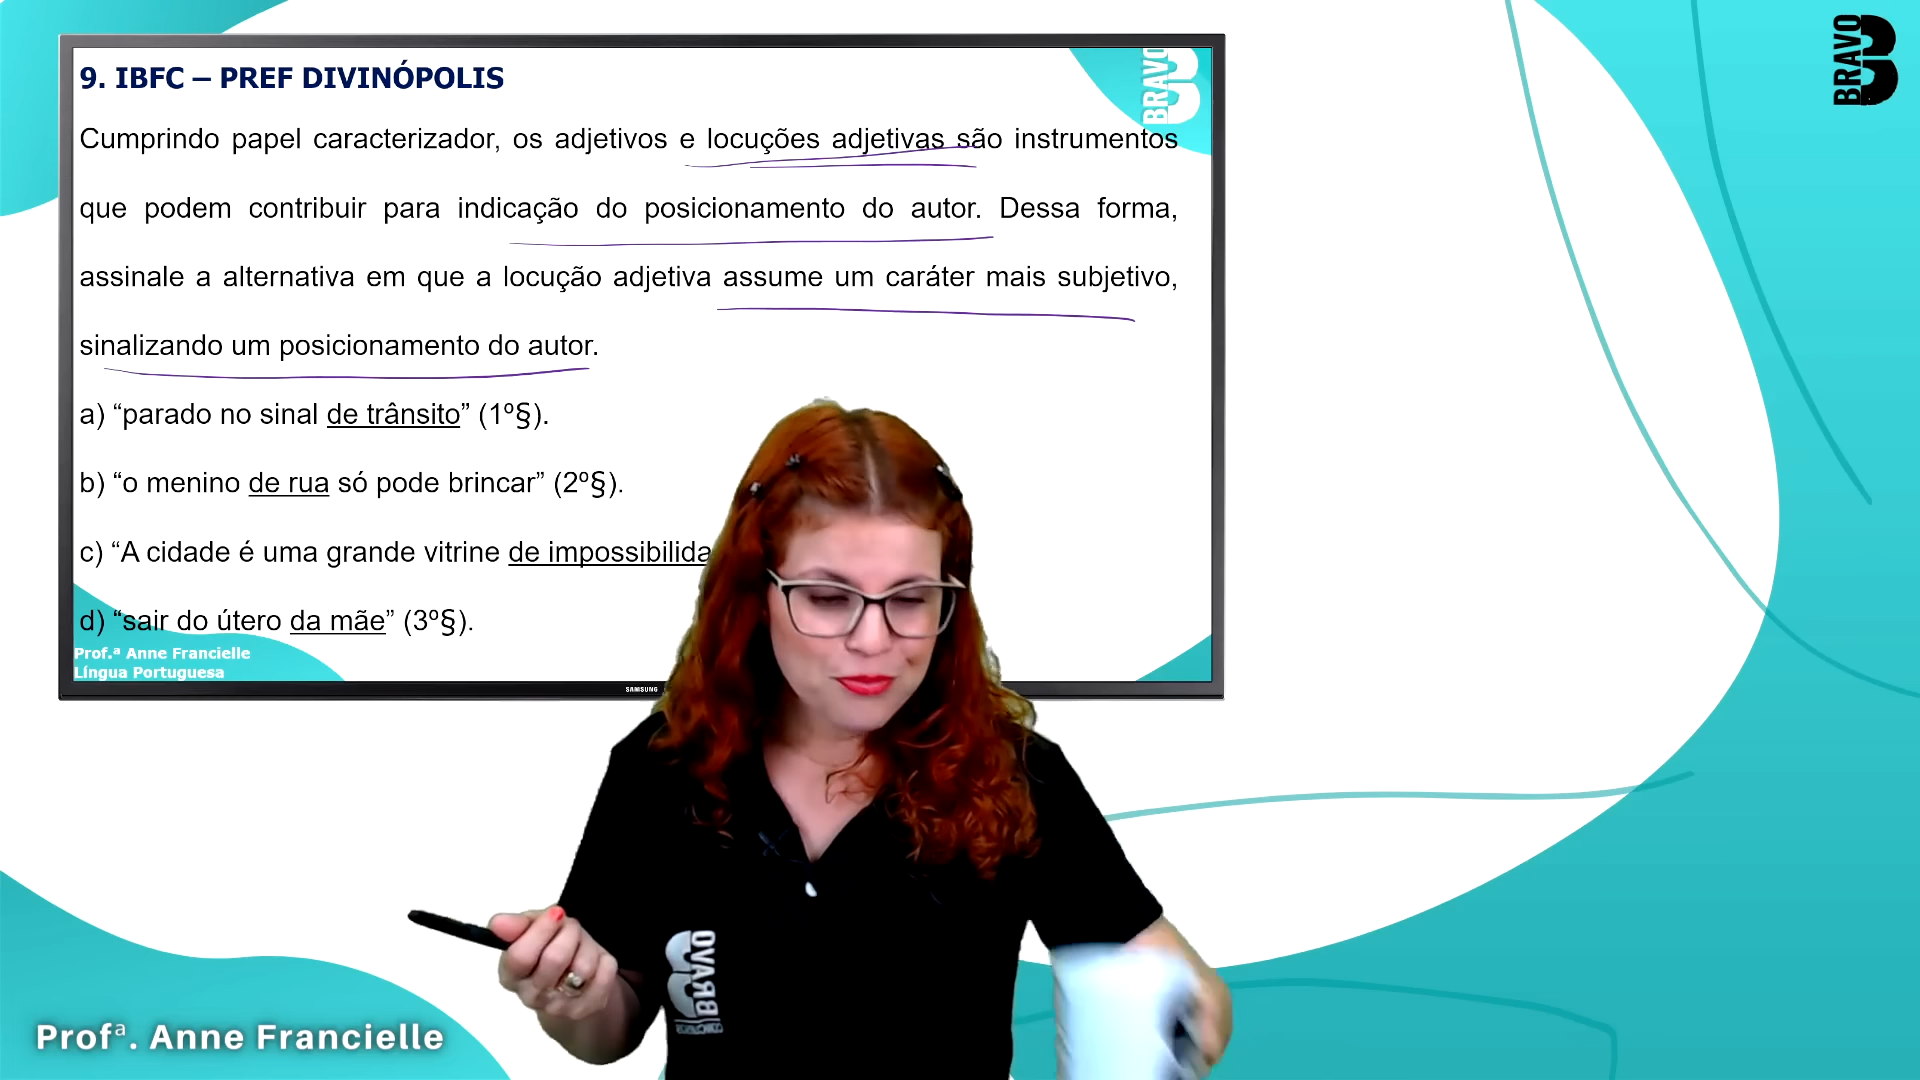 BRAVO
9. IBFC – PREF DIVINÓPOLIS
BRAVO
Cumprindo papel caracterizador, os adjetivos e locuções adjetivas são instrumentos
que podem contribuir para indicação do posicionamento do autor. Dessa forma,
assinale a alternativa em que a locução adjetiva assume um caráter mais subjetivo,
sinalizando um posicionamento do autor.
a) “parado no sinal de trânsito” (1º§).
b) “o menino de rua só pode brincar” (2º§).
c) “A cidade é uma grande vitrine de
d) “sair do útero da mãe” (3º§).
Prof.ª Anne Francielle
Língua Portuguesa
SAMSUNG
BRAVO
Profª. Anne Francielle